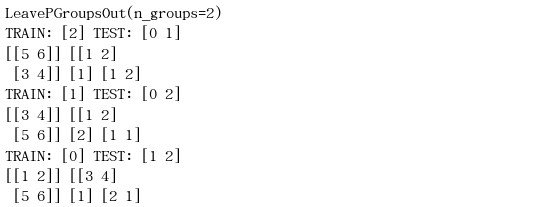 LeavePGroupsOut(n_groups=2)
TRAIN: [2] TEST: [0 1]
[[5 6]] [[1 2]
 [3 4]] [1] [1 2]
TRAIN: [1] TEST: [0 2]
[[3 4]] [[1 2]
 [5 6]] [2] [1 1]
TRAIN: [0] TEST: [1 2]
[[1 2]] [[3 4]
 [5 6]] [1] [2 1]